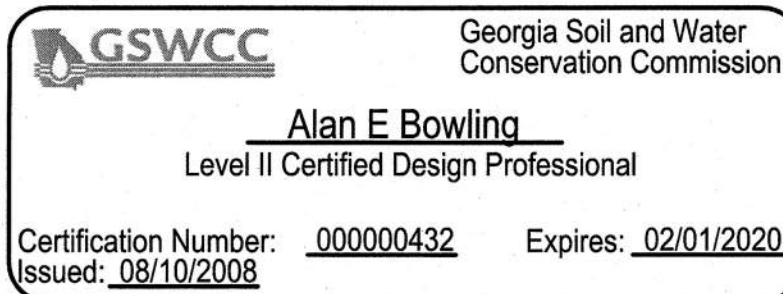 GSWCC
Georgia Soil and Water
Conservation Commission
Alan E Bowling
Level II Certified Design Professional
Certification Number: 000000432 Expires: 02/01/2020
Issued: 08/10/2008